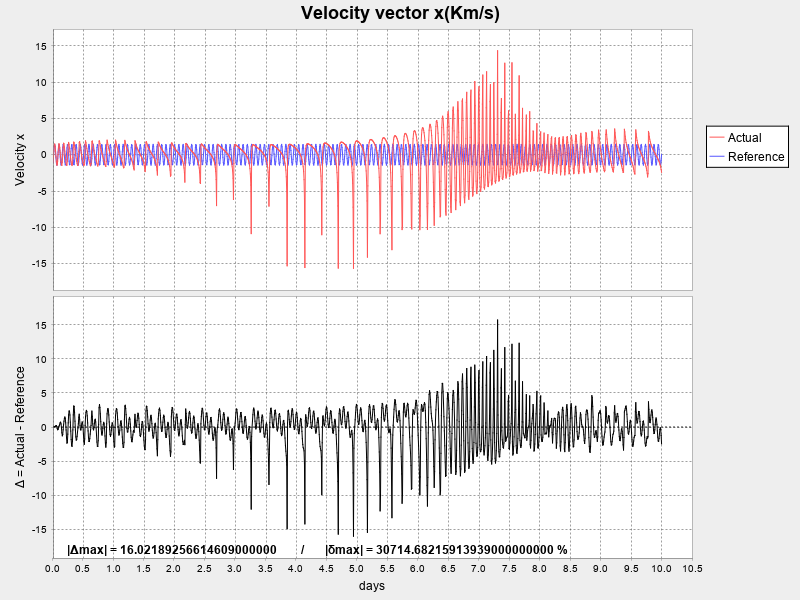 Velocity vector x(Km/s)
15
10
5
0
-5
-10
-15
Velocity x
Actual
Reference
15
10
5
0
-5
-10
-15
Δ = Actual - Reference
|Δmax| = 16.02189256614609000000 / |δmax| = 30714.68215913939000000000 %
0.0 0.5 1.0 1.5 2.0 2.5 3.0 3.5 4.0 4.5 5.0 5.5 6.0 6.5 7.0 7.5 8.0 8.5 9.0 9.5 10.0 10.5
days